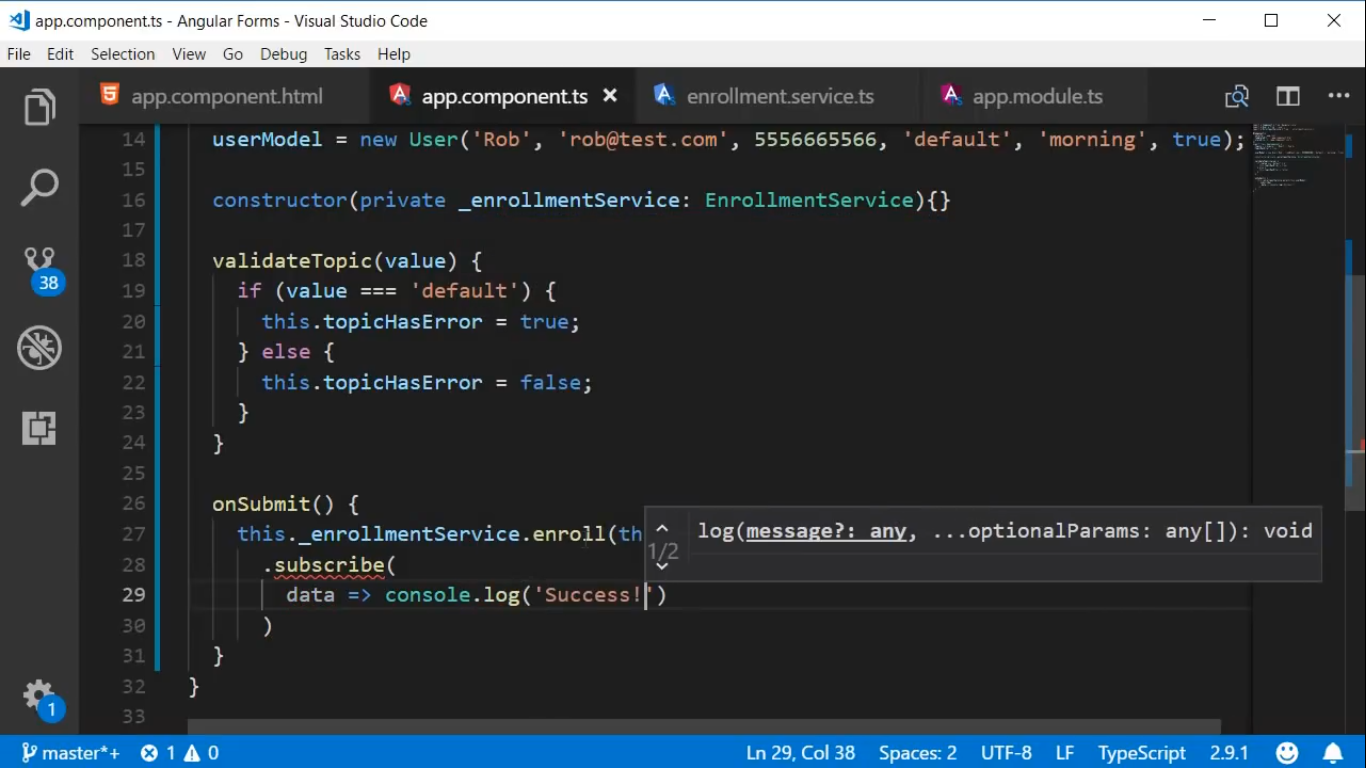 app.component.ts - Angular Forms - Visual Studio Code
File Edit Selection View Go Debug Tasks Help
app.component.html app.component.ts enrollment.service.ts app.module.ts
14 userModel = new User('Rob', 'rob@test.com', 5556665566, 'default', 'morning', true);
15
16 constructor(private _enrollmentService: EnrollmentService){}
17
18 validateTopic(value) {
19 if (value === 'default') {
20 this.topicHasError = true;
21 } else {
22 this.topicHasError = false;
23 }
24 }
25
26 onSubmit() {
27 this._enrollmentService.enroll(th
log(message?: any, ...optionalParams: any[]): void
1/2
28 .subscribe(
29 data => console.log('Success!')
30 )
31 }
32 }
33
38
1
master*+ 1 0 Ln 29, Col 38 Spaces: 2 UTF-8 LF TypeScript 2.9.1